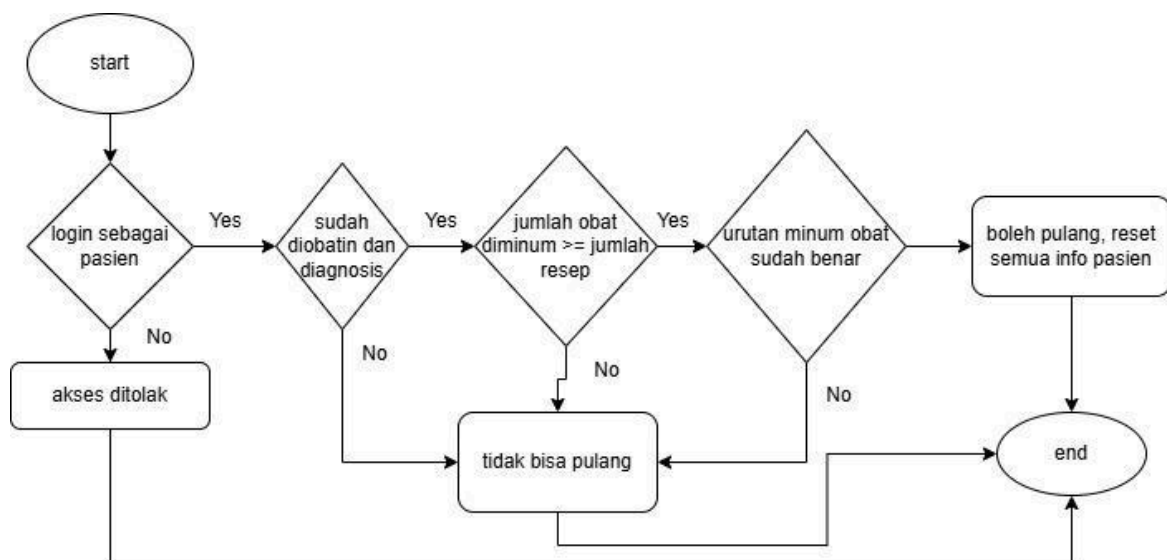 start
login sebagai
pasien
Yes
No
akses ditolak
sudah
diobatin dan
diagnosis
Yes
No
jumlah obat
diminum >= jumlah
resep
Yes
No
urutan minum obat
sudah benar
No
tidak bisa pulang
boleh pulang, reset
semua info pasien
end